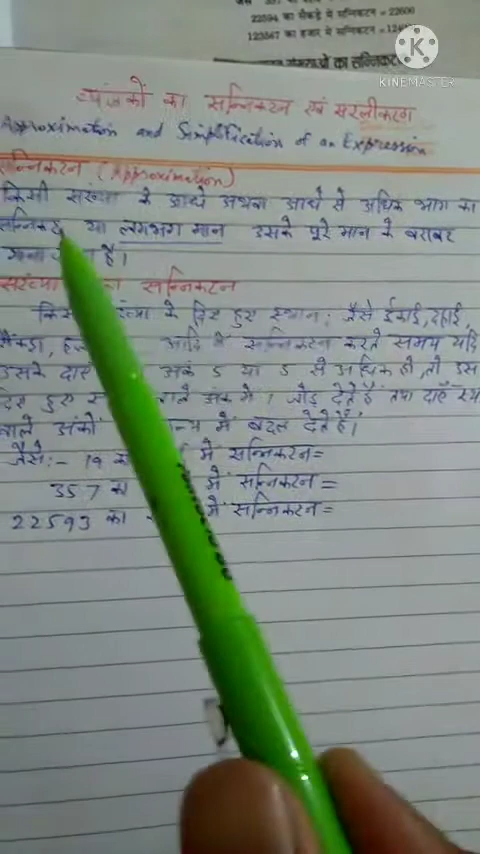 22594 का सैकड़े में सन्निकटन = 22600
123567 का हजार में सन्निकटन = 124
का सन्निकटन
KINEMASTER
व्यंजकों का सन्निकटन एवं सरलीकरण
Approximation and Simplification of an Expression
सन्निकटन (Approximation)
किसी संख्या के आधे अथवा आधे से अधिक भाग का
या लगभग मान उसके पूरे मान के बराबर
माना है।
का सन्निकटन
के दिए हुए स्थान; जैसे ईकाई, दहाई,
सैकड़ा, आदि में सन्निकटन करते समय यदि
उसके अंक 5 या 5 से अधिक हो, तो उस
दिए हुए वाले अंक में 1 जोड़ देते हैं तथा
वाले अंकों में बदल देते हैं।
जैसे:- 19 का में सन्निकटन=
357 का में सन्निकटन =
22593 का में सन्निकटन=